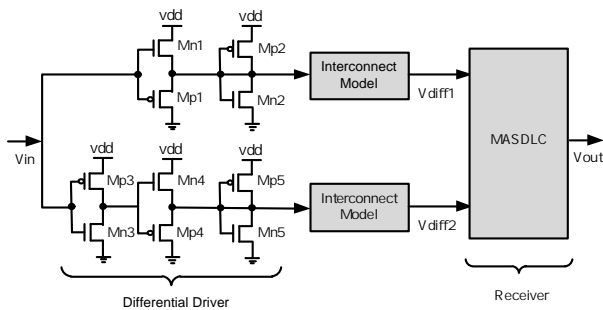 vdd
vdd
Mn1
Mp2
Mp1
Mn2
Interconnect
Model
Vdiff1
Vin
MASDLC
Vout
vdd
vdd
vdd
Mp3
Mn4
Mp5
Mn3
Mp4
Mn5
Interconnect
Model
Vdiff2
Differential Driver
Receiver